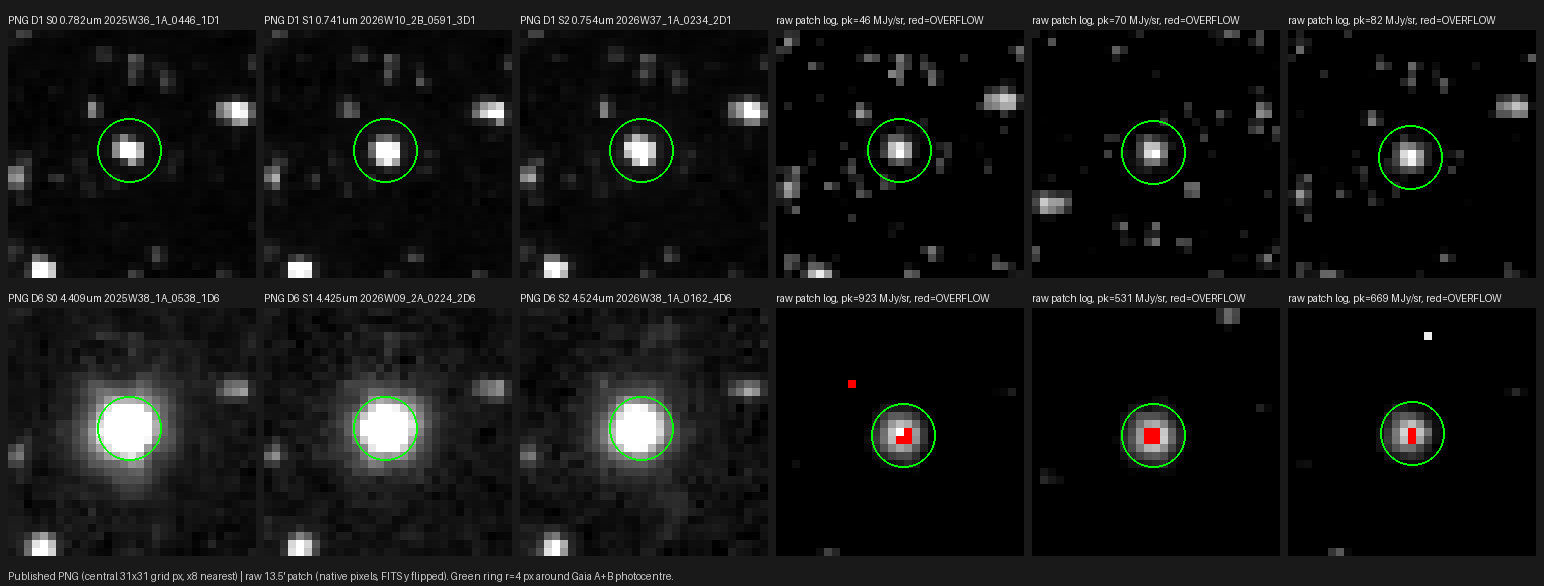 PNG D1 S0 0.782um 2025W36_1A_0446_1D1
PNG D1 S1 0.741um 2026W10_2B_0591_3D1
PNG D1 S2 0.754um 2026W37_1A_0234_2D1
raw patch log, pk=46 MJy/sr, red=OVERFLOW
raw patch log, pk=70 MJy/sr, red=OVERFLOW
raw patch log, pk=82 MJy/sr, red=OVERFLOW
PNG D6 S0 4.409um 2025W38_1A_0538_1D6
PNG D6 S1 4.425um 2026W09_2A_0224_2D6
PNG D6 S2 4.524um 2026W38_1A_0162_4D6
raw patch log, pk=923 MJy/sr, red=OVERFLOW
raw patch log, pk=531 MJy/sr, red=OVERFLOW
raw patch log, pk=669 MJy/sr, red=OVERFLOW
Published PNG (central 31x31 grid px, x8 nearest) | raw 13.5' patch (native pixels, FITS y flipped). Green ring r=4 px around Gaia A+B photocentre.